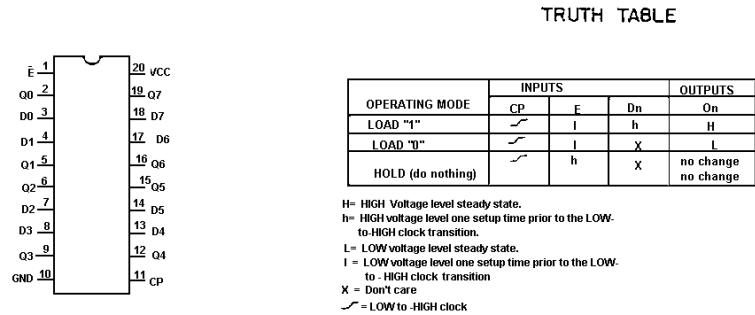 TRUTH TABLE
Ē 1
20 VCC
Q0 2
19 Q7
D0 3
18 D7
D1 4
17 D6
Q1 5
16 Q6
Q2 6
15 Q5
D2 7
14 D5
D3 8
13 D4
Q3 9
12 Q4
GND 10
11 CP
INPUTS OUTPUTS
OPERATING MODE CP E Dn On
LOAD "1" l h H
LOAD "0" l X L
HOLD (do nothing) h X no change
no change
H= HIGH Voltage level steady state.
h= HIGH voltage level one setup time prior to the LOW-
to-HIGH clock transition.
L= LOW voltage level steady state.
l = LOW voltage level one setup time prior to the LOW-
to - HIGH clock transition
X = Don't care
= LOW to -HIGH clock